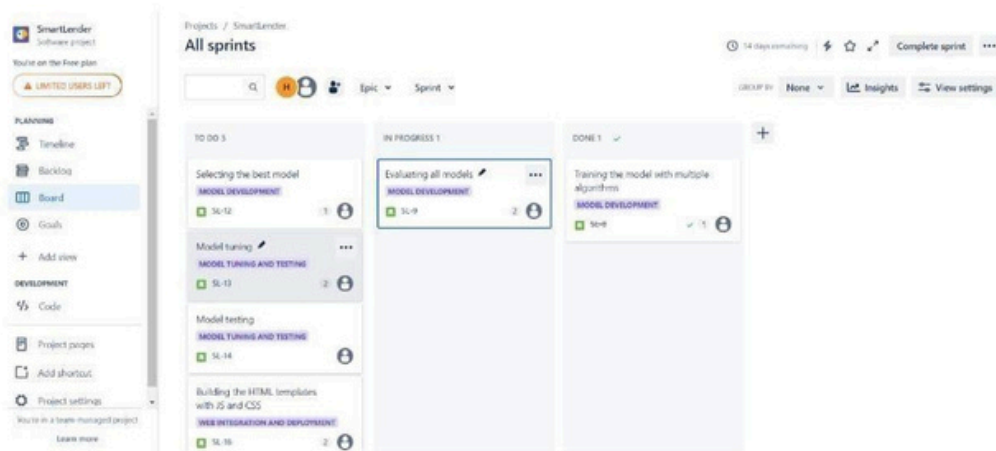 SmartLender
Software project
You're on the Free plan
LIMITED USERS LEFT
PLANNING
Timeline
Backlog
Board
Goals
Add view
DEVELOPMENT
Code
Project pages
Add shortcut
Project settings
You're in a team-managed project
Learn more
Projects / SmartLender
All sprints
14 days remaining
Complete sprint
H
Epic
Sprint
GROUP BY
None
Insights
View settings
TO DO 5
Selecting the best model
MODEL DEVELOPMENT
SL-12 1
Model tuning
MODEL TUNING AND TESTING
SL-13 2
Model testing
MODEL TUNING AND TESTING
SL-14
Building the HTML templates
with JS and CSS
WEB INTEGRATION AND DEPLOYMENT
SL-16 2
IN PROGRESS 1
Evaluating all models
MODEL DEVELOPMENT
SL-9 2
DONE 1
Training the model with multiple
algorithms
MODEL DEVELOPMENT
1